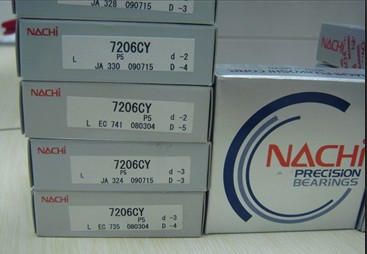 JA 328 090715 D -3
NACHi
7206CY
P5 d -2
L JA 330 090715 D -4
NACHi
7206CY
P5 d -2
L EC 741 080304 D -5
NACHi
7206CY
P5 d -3
L JA 324 090715 D -3
NACHi
7206CY
P5 d -3
L EC 735 080304 D -4
NACHi
PRECISION
BEARINGS
NACHI